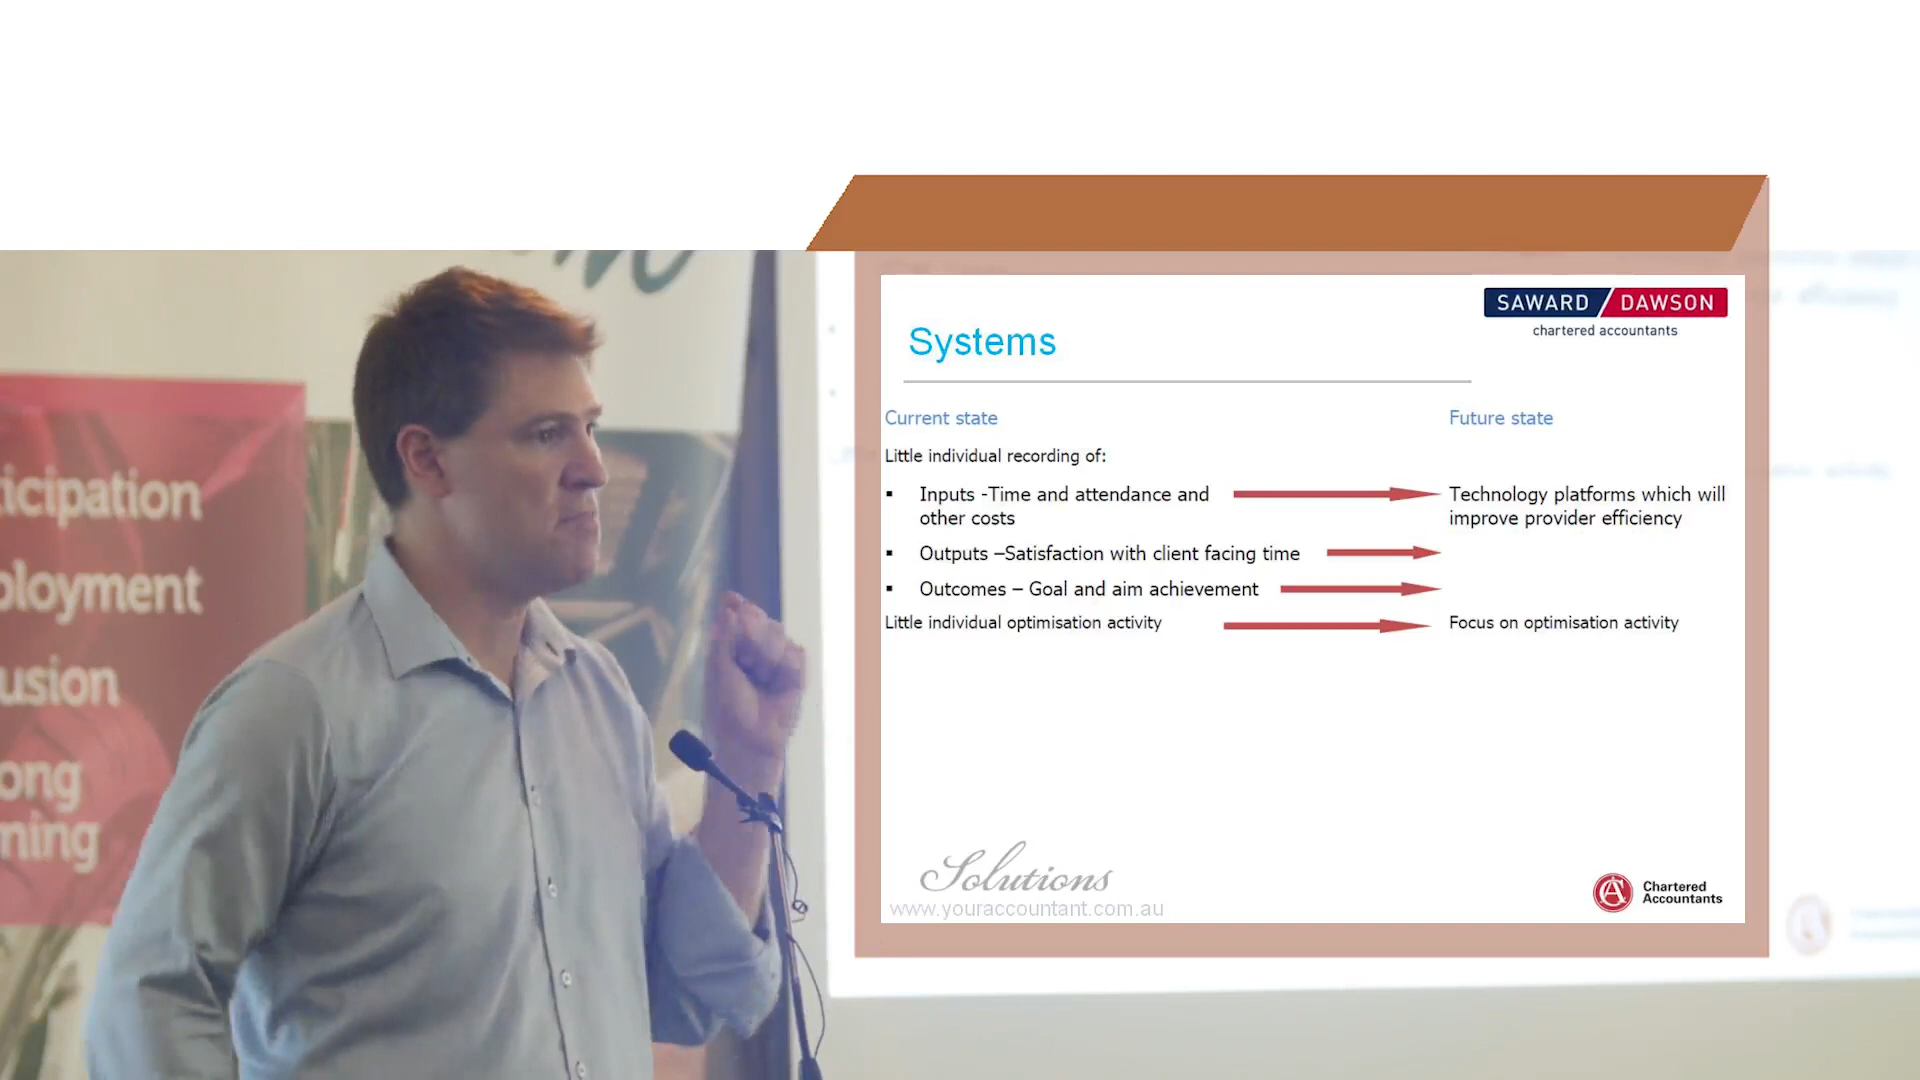 SAWARD DAWSON
chartered accountants
Systems
Current state
Future state
Little individual recording of:
▪ Inputs -Time and attendance and
other costs
Technology platforms which will
improve provider efficiency
▪ Outputs –Satisfaction with client facing time
▪ Outcomes – Goal and aim achievement
Little individual optimisation activity
Focus on optimisation activity
Solutions
www.youraccountant.com.au
Chartered
Accountants
icipation
ployment
usion
ong
ning